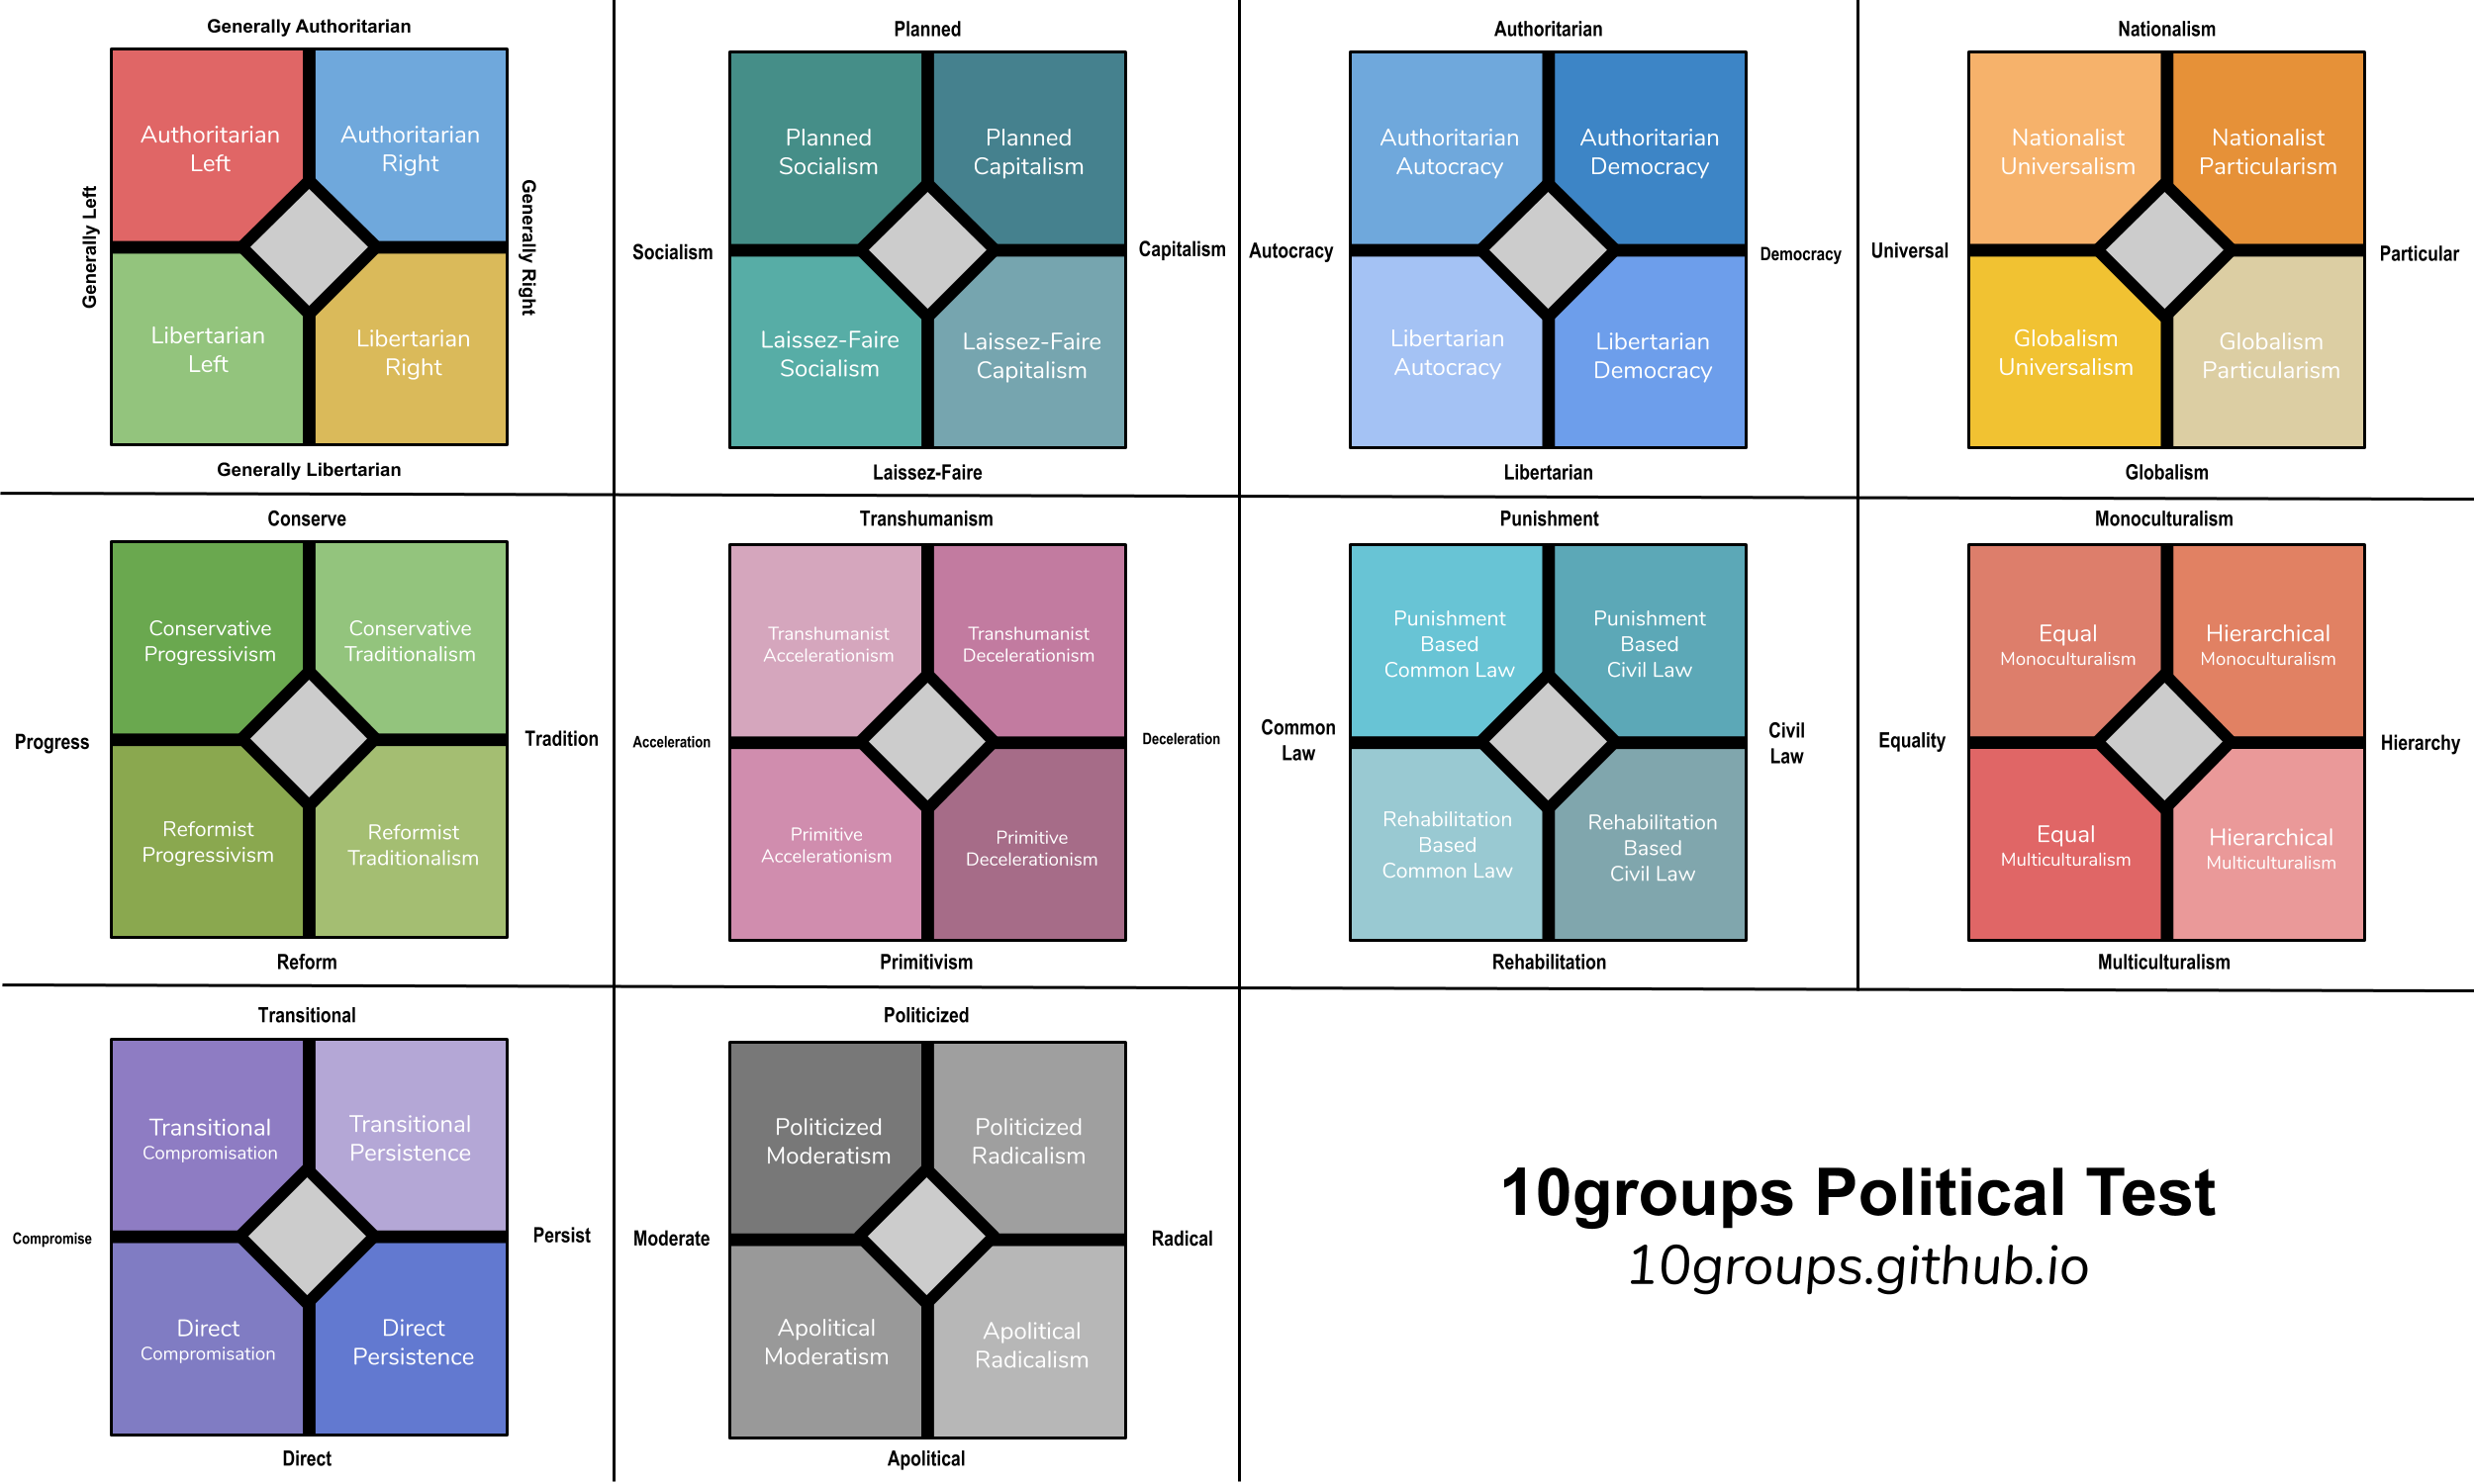 Generally Authoritarian
Authoritarian
Left
Authoritarian
Right
Generally Left
Generally Right
Libertarian
Left
Libertarian
Right
Generally Libertarian
Planned
Planned
Socialism
Planned
Capitalism
Socialism
Capitalism
Laissez-Faire
Socialism
Laissez-Faire
Capitalism
Laissez-Faire
Authoritarian
Authoritarian
Autocracy
Authoritarian
Democracy
Autocracy
Democracy
Libertarian
Autocracy
Libertarian
Democracy
Libertarian
Nationalism
Nationalist
Universalism
Nationalist
Particularism
Universal
Particular
Globalism
Universalism
Globalism
Particularism
Globalism
Conserve
Conservative
Progressivism
Conservative
Traditionalism
Progress
Tradition
Reformist
Progressivism
Reformist
Traditionalism
Reform
Transhumanism
Transhumanist
Accelerationism
Transhumanist
Decelerationism
Acceleration
Deceleration
Primitive
Accelerationism
Primitive
Decelerationism
Primitivism
Punishment
Punishment
Based
Common Law
Punishment
Based
Civil Law
Common
Law
Civil
Law
Rehabilitation
Based
Common Law
Rehabilitation
Based
Civil Law
Rehabilitation
Monoculturalism
Equal
Monoculturalism
Hierarchical
Monoculturalism
Equality
Hierarchy
Equal
Multiculturalism
Hierarchical
Multiculturalism
Multiculturalism
Transitional
Transitional
Compromisation
Transitional
Persistence
Compromise
Persist
Direct
Compromisation
Direct
Persistence
Direct
Politicized
Politicized
Moderatism
Politicized
Radicalism
Moderate
Radical
Apolitical
Moderatism
Apolitical
Radicalism
Apolitical
10groups Political Test
10groups.github.io